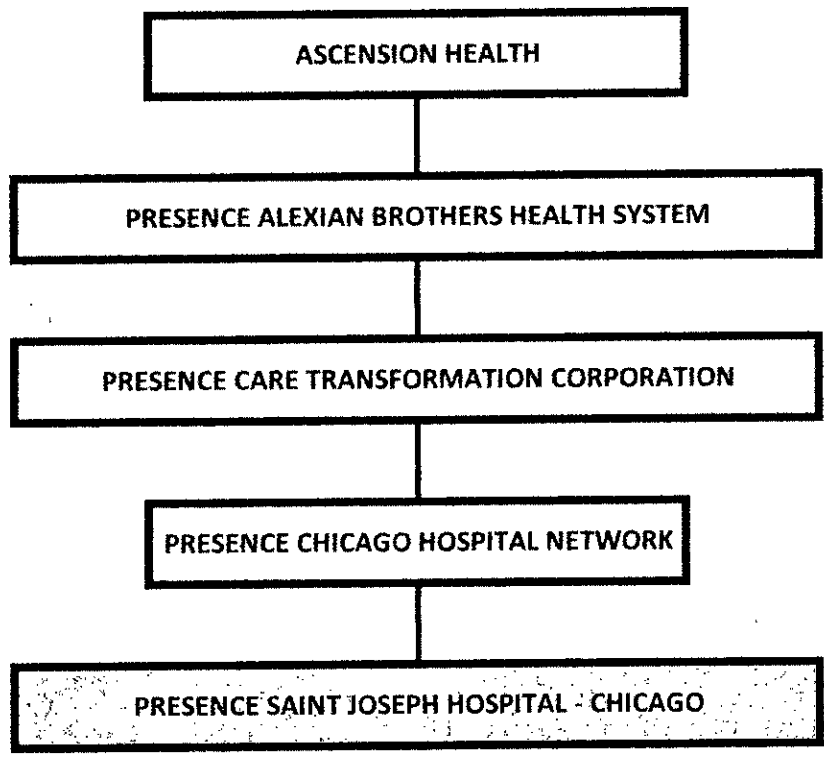 ASCENSION HEALTH
PRESENCE ALEXIAN BROTHERS HEALTH SYSTEM
PRESENCE CARE TRANSFORMATION CORPORATION
PRESENCE CHICAGO HOSPITAL NETWORK
PRESENCE SAINT JOSEPH HOSPITAL - CHICAGO